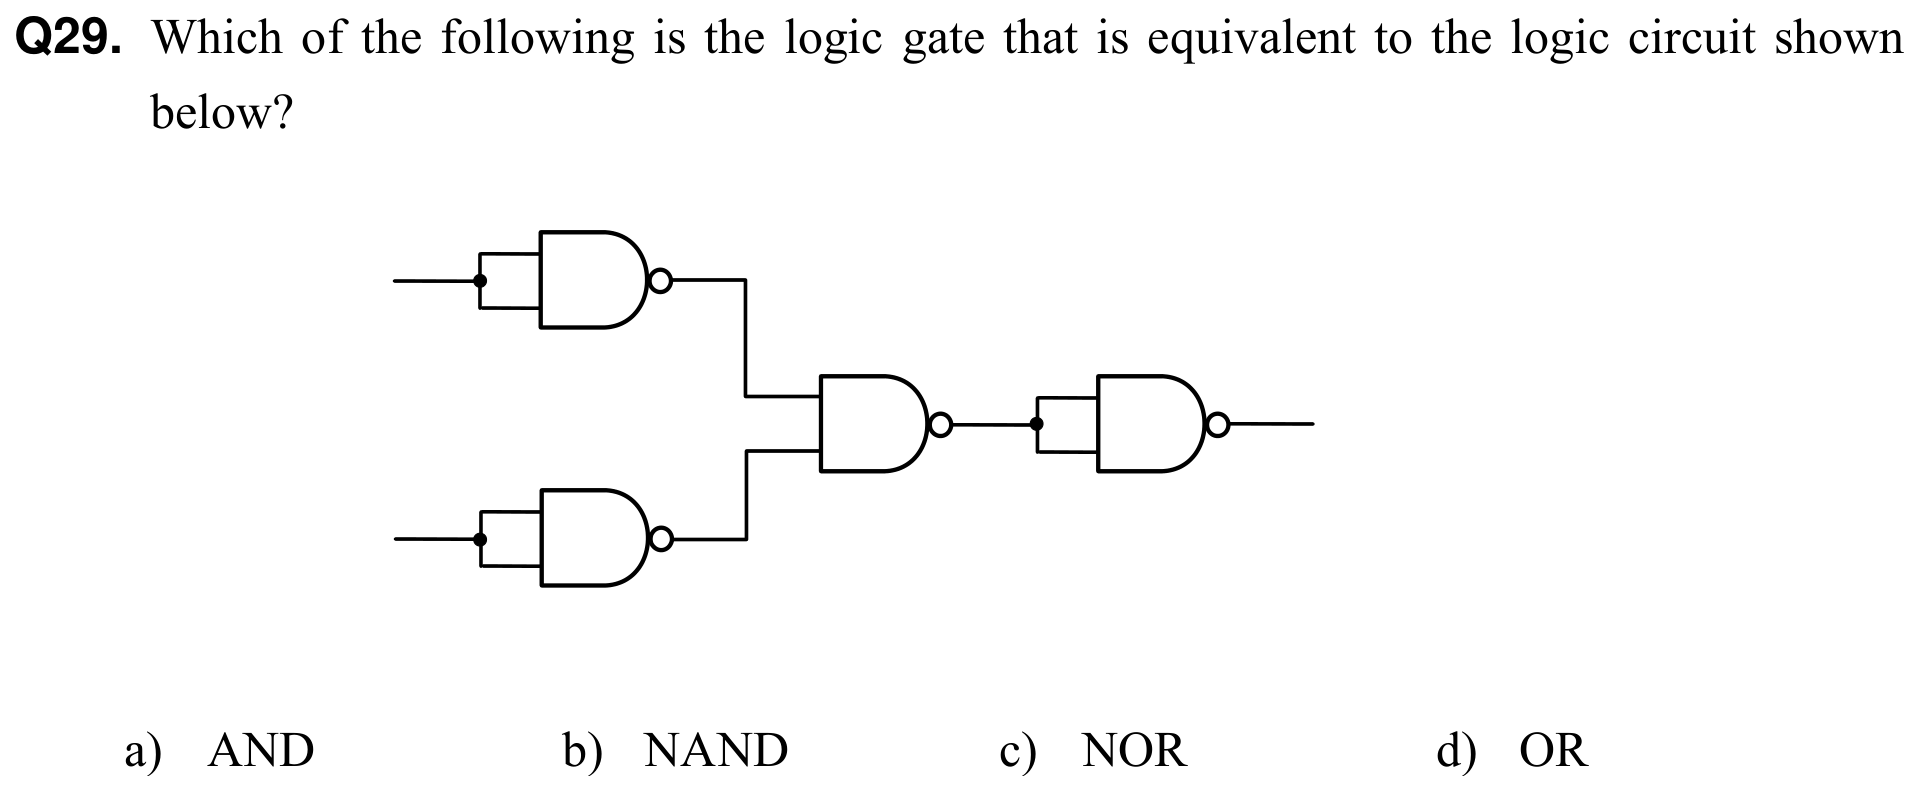 Q29. Which of the following is the logic gate that is equivalent to the logic circuit shown
below?
a) AND b) NAND c) NOR d) OR